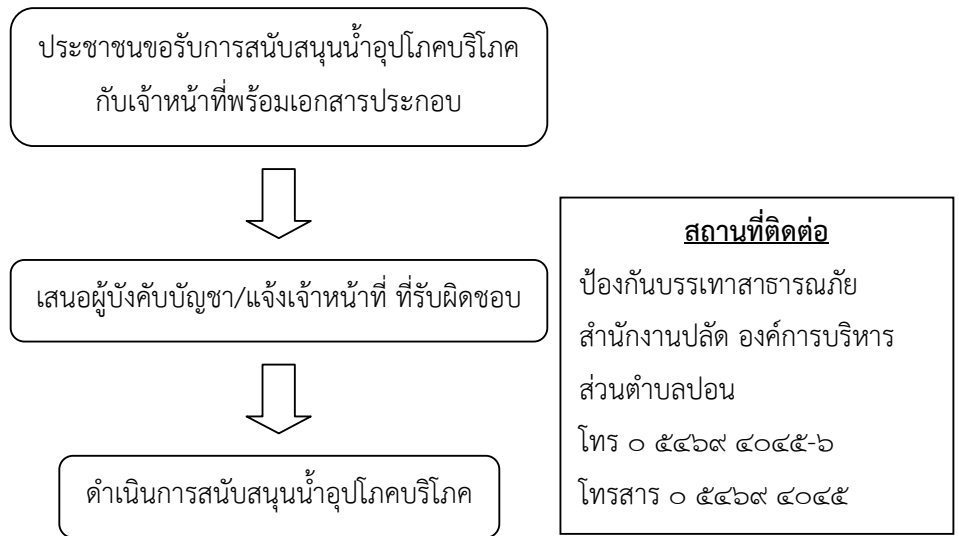 ประชาชนขอรับการสนับสนุนน้ำอุปโภคบริโภค
กับเจ้าหน้าที่พร้อมเอกสารประกอบ
เสนอผู้บังคับบัญชา/แจ้งเจ้าหน้าที่ ที่รับผิดชอบ
ดำเนินการสนับสนุนน้ำอุปโภคบริโภค
สถานที่ติดต่อ
ป้องกันบรรเทาสาธารณภัย
สำนักงานปลัด องค์การบริหาร
ส่วนตำบลปอน
โทร ๐ ๕๔๖๙ ๔๐๔๕-๖
โทรสาร ๐ ๕๔๖๙ ๔๐๔๕